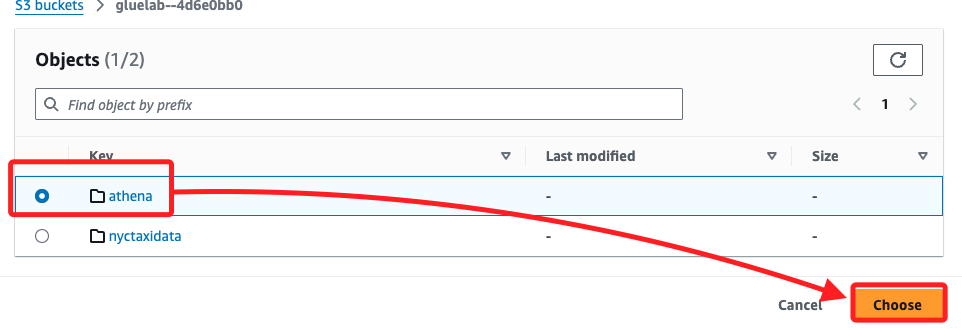 S3 buckets > gluelab--4d6e0bb0
Objects (1/2)
Find object by prefix
1
Key Last modified Size
athena - -
nyctaxidata - -
Cancel Choose